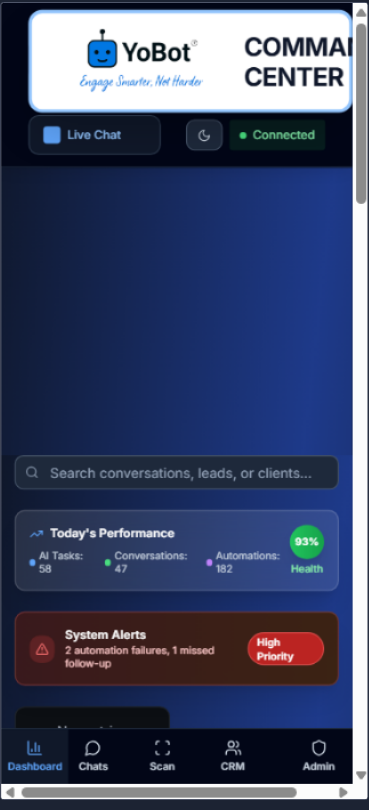 YoBot®
Engage Smarter, Not Harder
COMMAN
CENTER
Live Chat
Connected
Search conversations, leads, or clients...
Today's Performance
AI Tasks:
58
Conversations:
47
Automations:
182
93%
Health
System Alerts
2 automation failures, 1 missed
follow-up
High
Priority
Dashboard
Chats
Scan
CRM
Admin